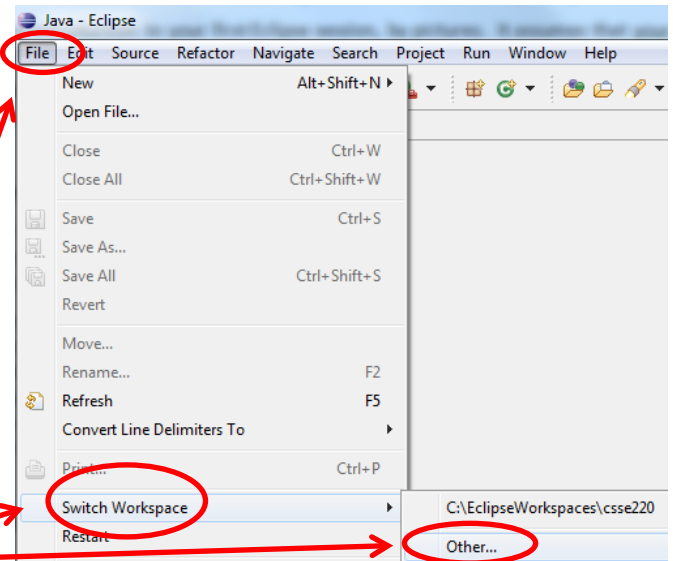 Java - Eclipse
File Edit Source Refactor Navigate Search Project Run Window Help
New Alt+Shift+N
Open File...
Close Ctrl+W
Close All Ctrl+Shift+W
Save Ctrl+S
Save As...
Save All Ctrl+Shift+S
Revert
Move...
Rename... F2
Refresh F5
Convert Line Delimiters To
Print... Ctrl+P
Switch Workspace C:\EclipseWorkspaces\csse220
Restart Other...